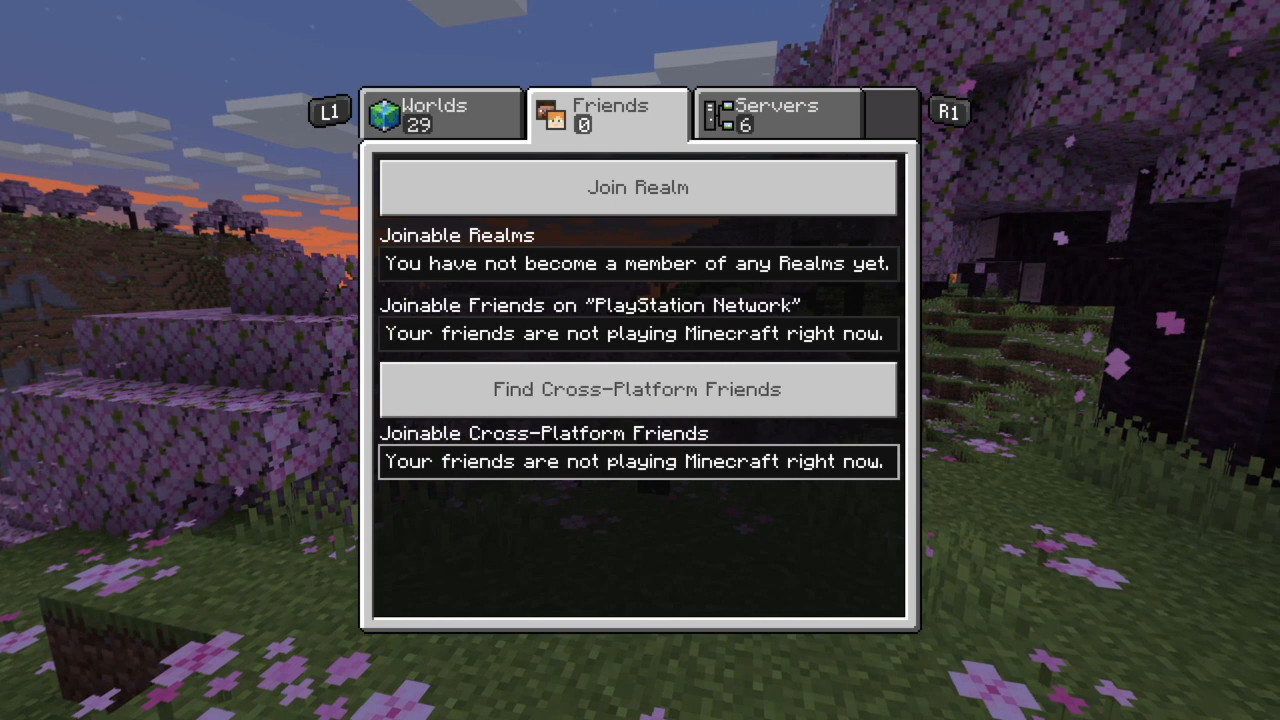 L1
Worlds
29
Friends
0
Servers
6
R1
Join Realm
Joinable Realms
You have not become a member of any Realms yet.
Joinable Friends on "PlayStation Network"
Your friends are not playing Minecraft right now.
Find Cross-Platform Friends
Joinable Cross-Platform Friends
Your friends are not playing Minecraft right now.